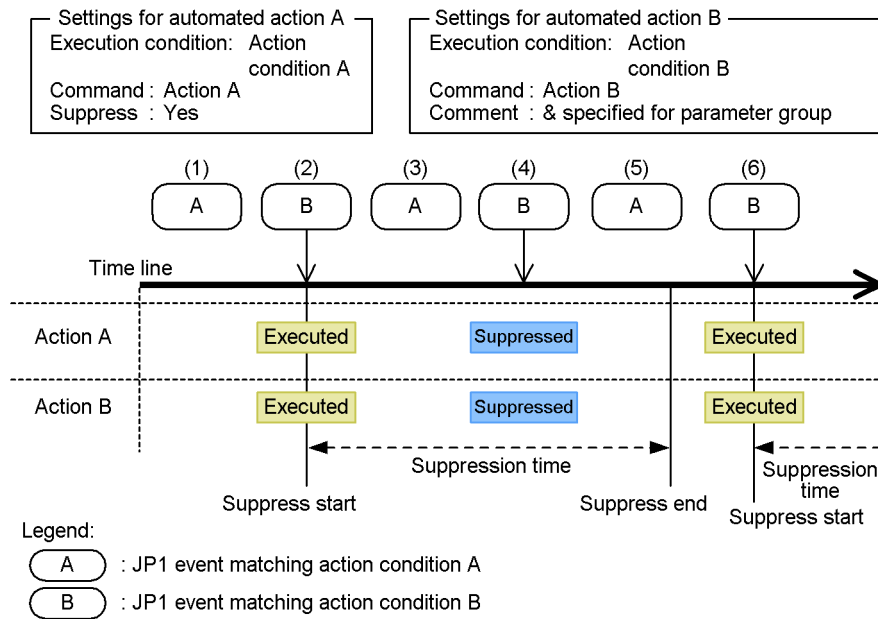 Settings for automated action A
Execution condition: Action
condition A
Command : Action A
Suppress : Yes
Settings for automated action B
Execution condition: Action
condition B
Command : Action B
Comment : & specified for parameter group
(1) (2) (3) (4) (5) (6)
A B A B A B
Time line
Action A Executed Suppressed Executed
Action B Executed Suppressed Executed
Suppression time
Suppression
time
Suppress start
Suppress end
Suppress start
Legend:
A : JP1 event matching action condition A
B : JP1 event matching action condition B